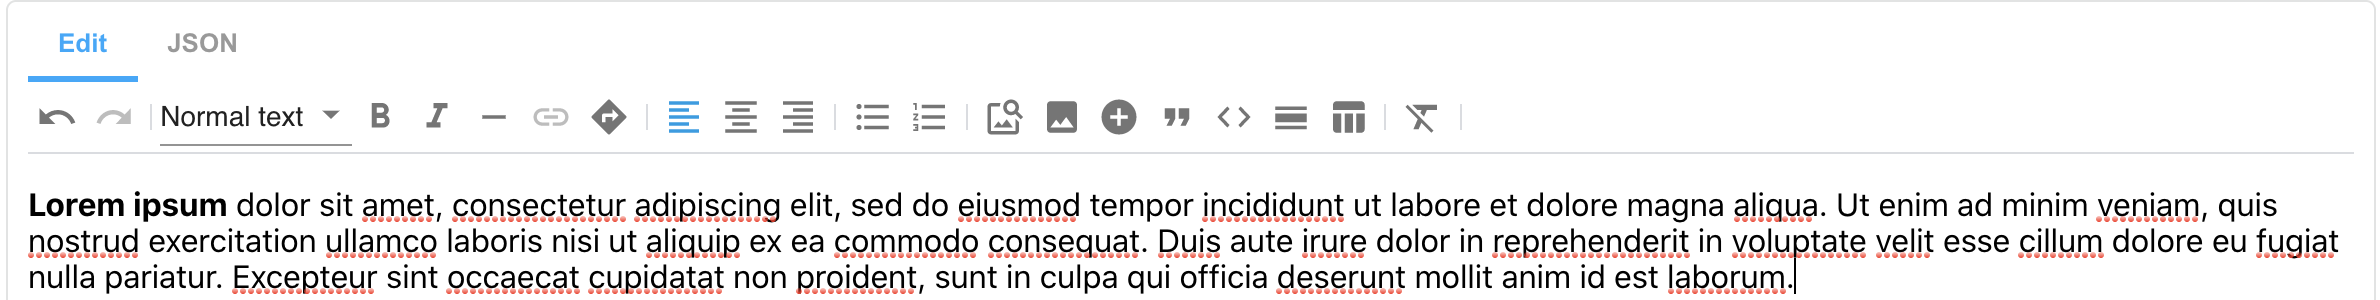 Edit
JSON
Normal text
Lorem ipsum dolor sit amet, consectetur adipiscing elit, sed do eiusmod tempor incididunt ut labore et dolore magna aliqua. Ut enim ad minim veniam, quis
nostrud exercitation ullamco laboris nisi ut aliquip ex ea commodo consequat. Duis aute irure dolor in reprehenderit in voluptate velit esse cillum dolore eu fugiat
nulla pariatur. Excepteur sint occaecat cupidatat non proident, sunt in culpa qui officia deserunt mollit anim id est laborum.